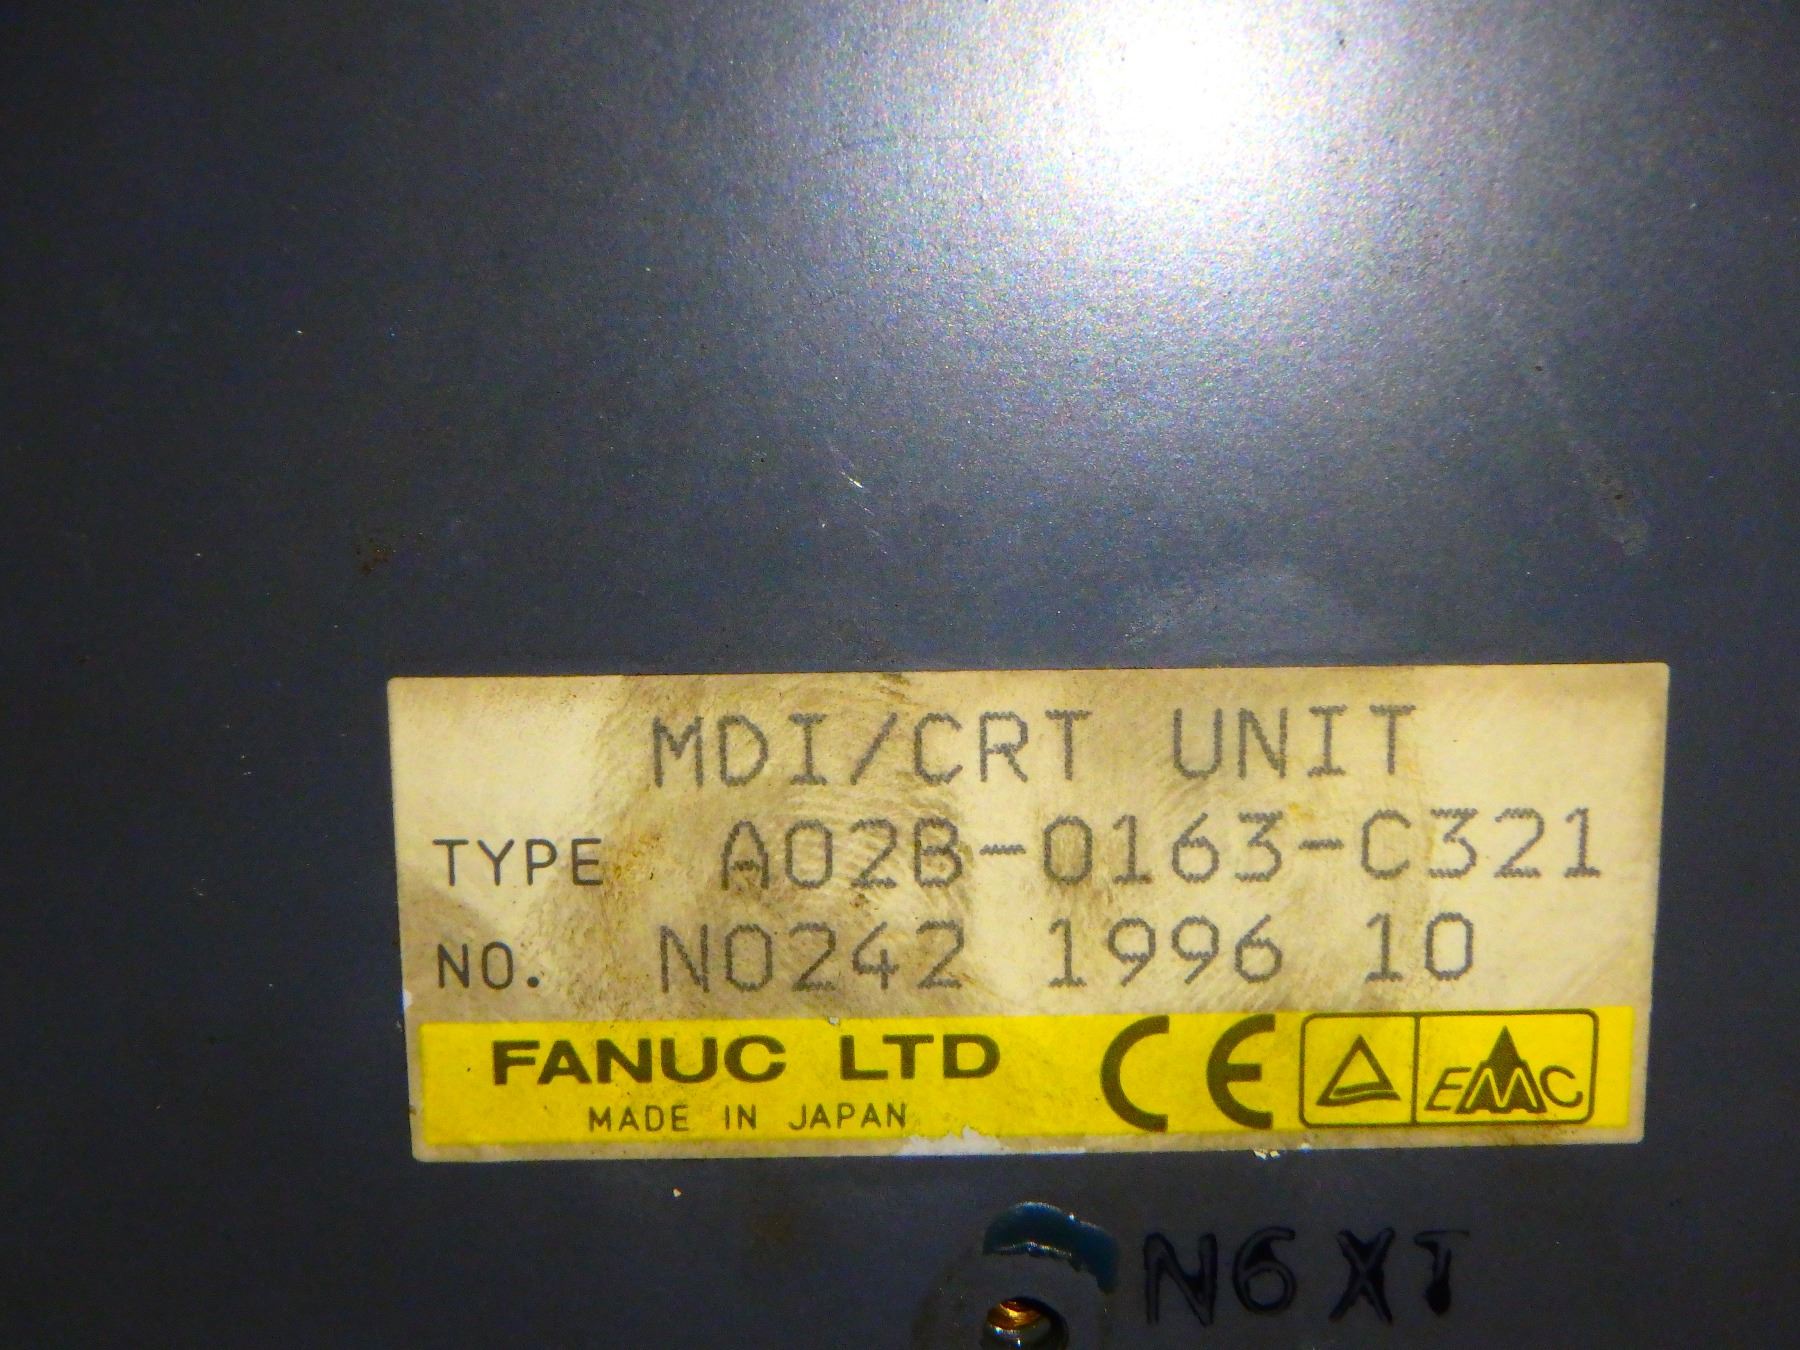 MDI/CRT UNIT
TYPE A02B-0163-C321
NO. N0242 1996 10
FANUC LTD CE EMC
MADE IN JAPAN
N6XT